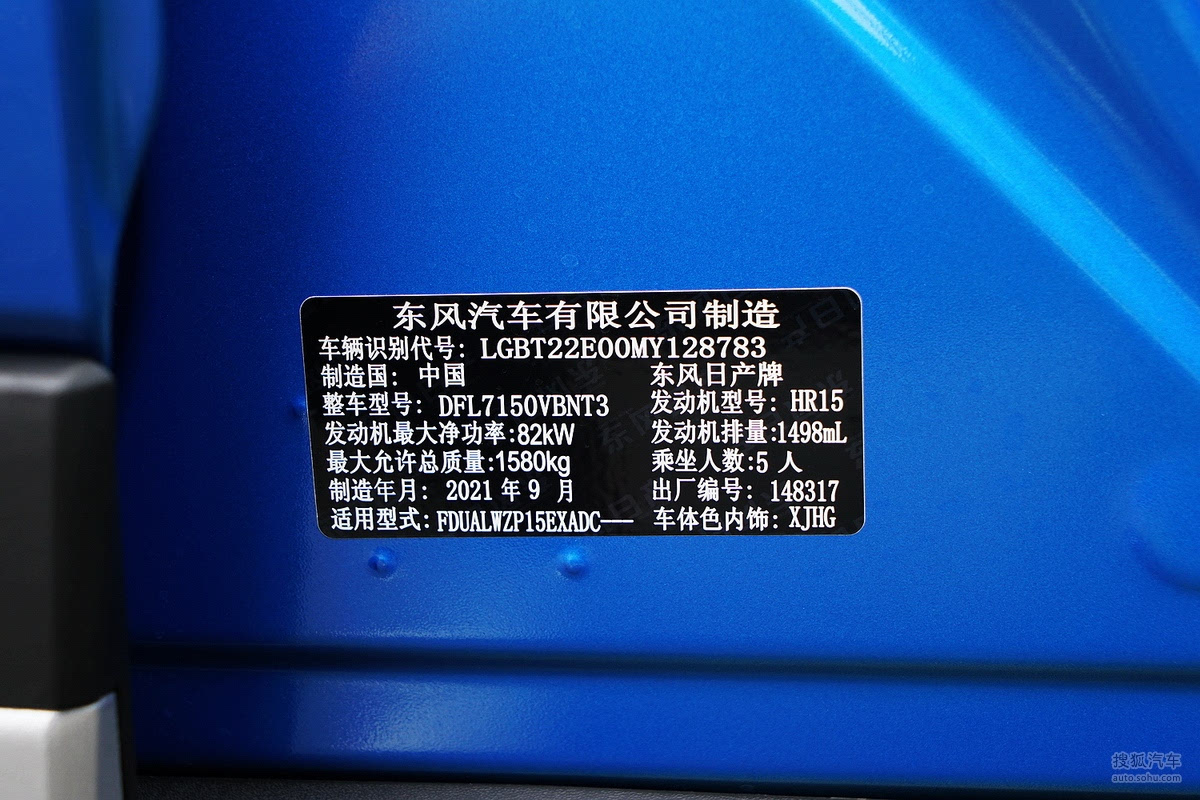 东风汽车有限公司制造
车辆识别代号: LGBT22E00MY128783
制造国: 中国 东风日产牌
整车型号: DFL7150VBNT3 发动机型号: HR15
发动机最大净功率:82kW 发动机排量:1498mL
最大允许总质量:1580kg 乘坐人数:5 人
制造年月: 2021 年 9 月 出厂编号: 148317
适用型式: FDUALWZP15EXADC--- 车体色内饰: XJHG
搜狐汽车
auto.sohu.com